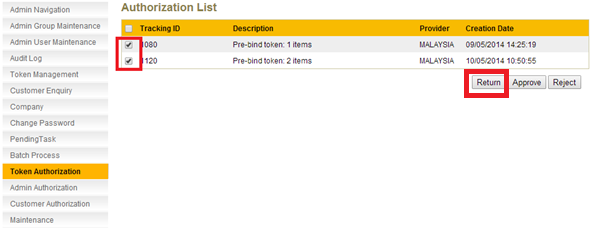 Admin Navigation
Admin Group Maintenance
Admin User Maintenance
Audit Log
Token Management
Customer Enquiry
Company
Change Password
PendingTask
Batch Process
Token Authorization
Admin Authorization
Customer Authorization
Maintenance
Authorization List
Tracking ID Description Provider Creation Date
1080 Pre-bind token: 1 items MALAYSIA 09/05/2014 14:25:19
1120 Pre-bind token: 2 items MALAYSIA 10/05/2014 10:50:55
Return Approve Reject